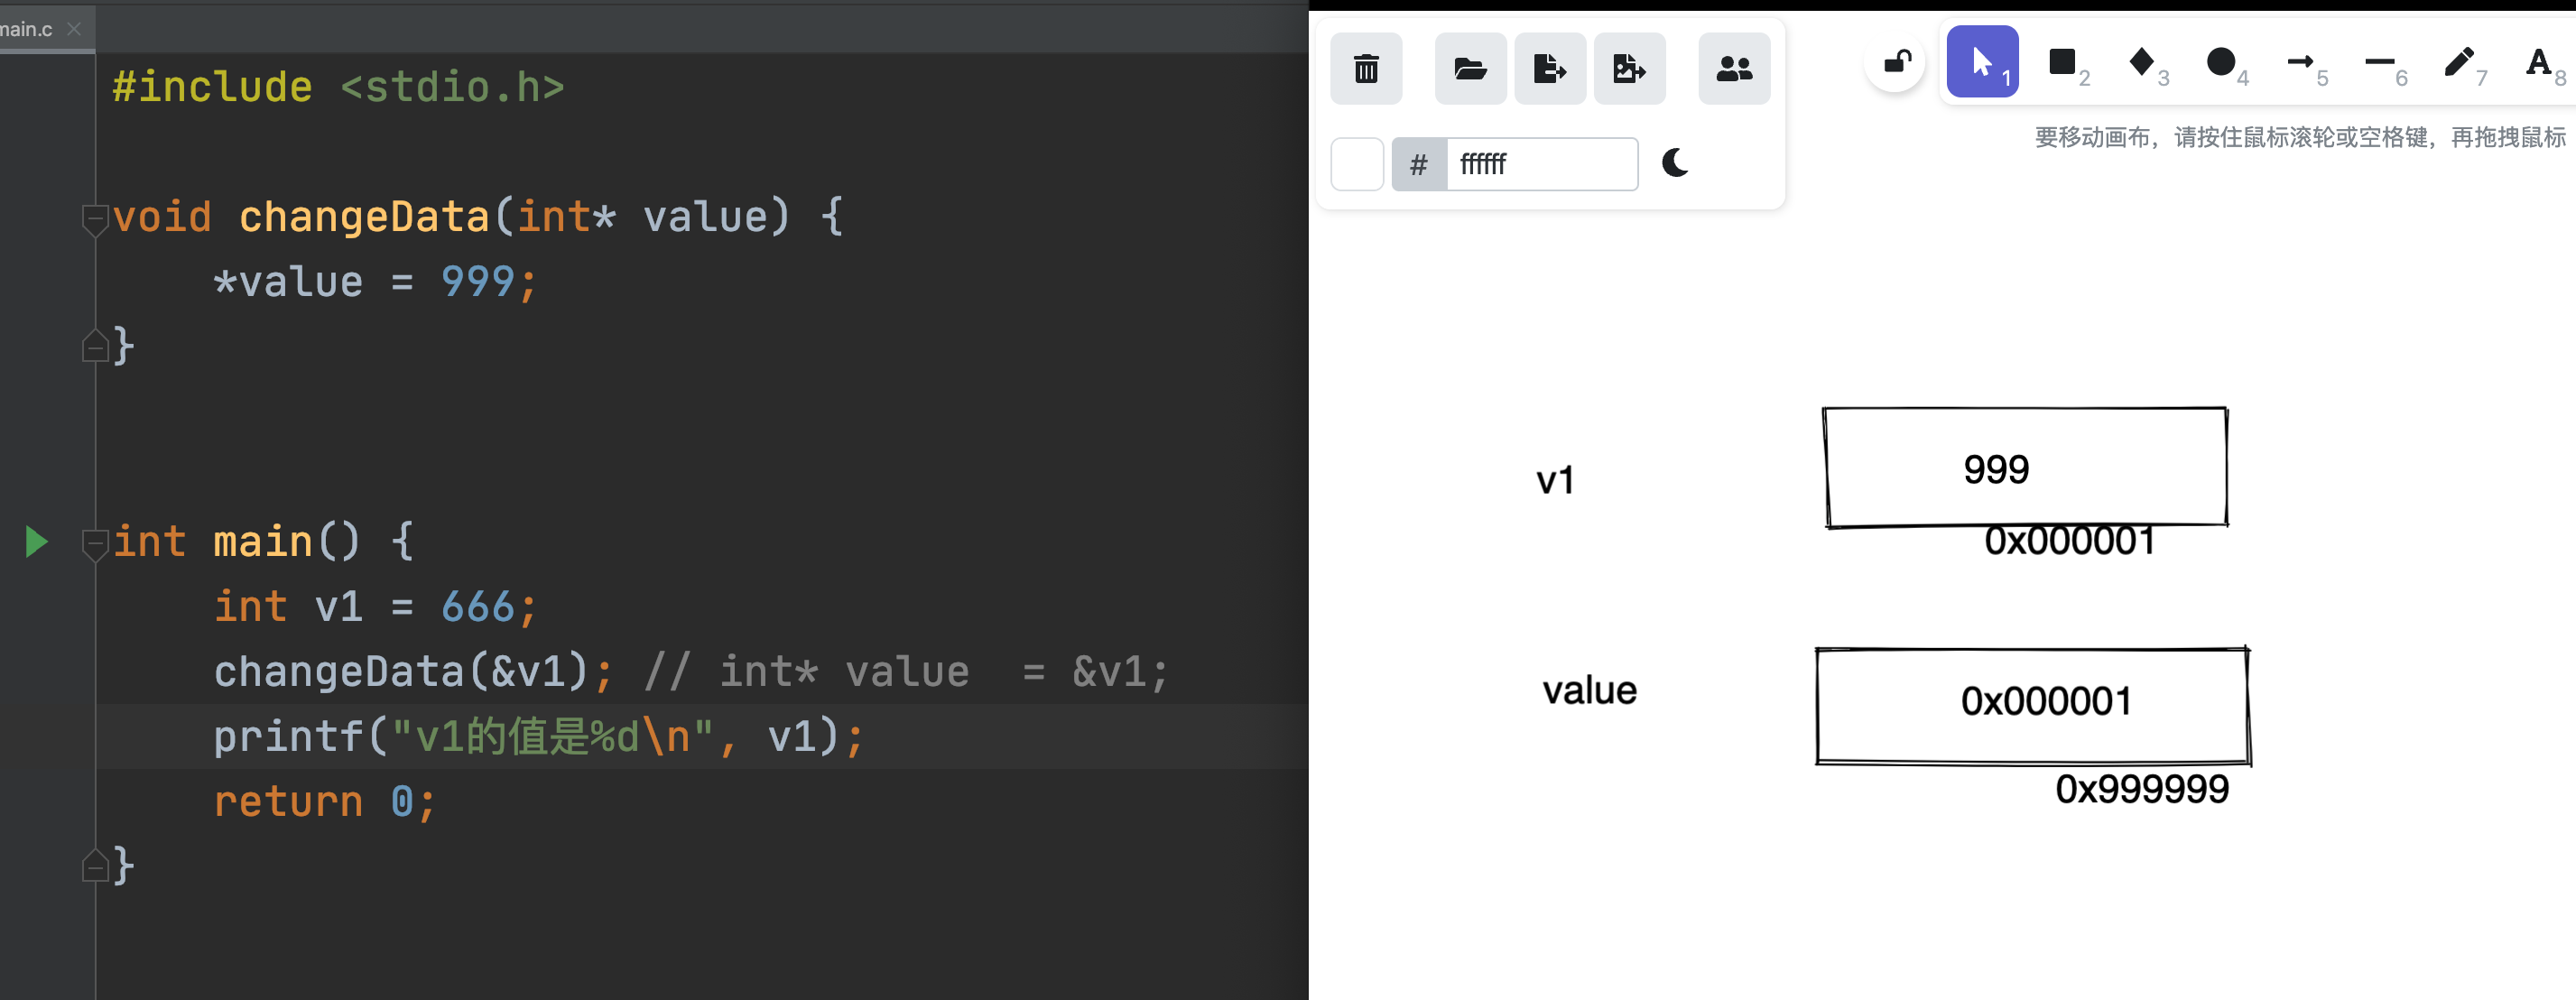 main.c
#include <stdio.h>
void changeData(int* value) {
*value = 999;
}
int main() {
int v1 = 666;
changeData(&v1); // int* value  = &v1;
printf("v1的值是%d\n", v1);
return 0;
}
1 2 3 4 5 6 7 A 8
要移动画布，请按住鼠标滚轮或空格键，再拖拽鼠标
# ffffff
v1
999
0x000001
value
0x000001
0x999999